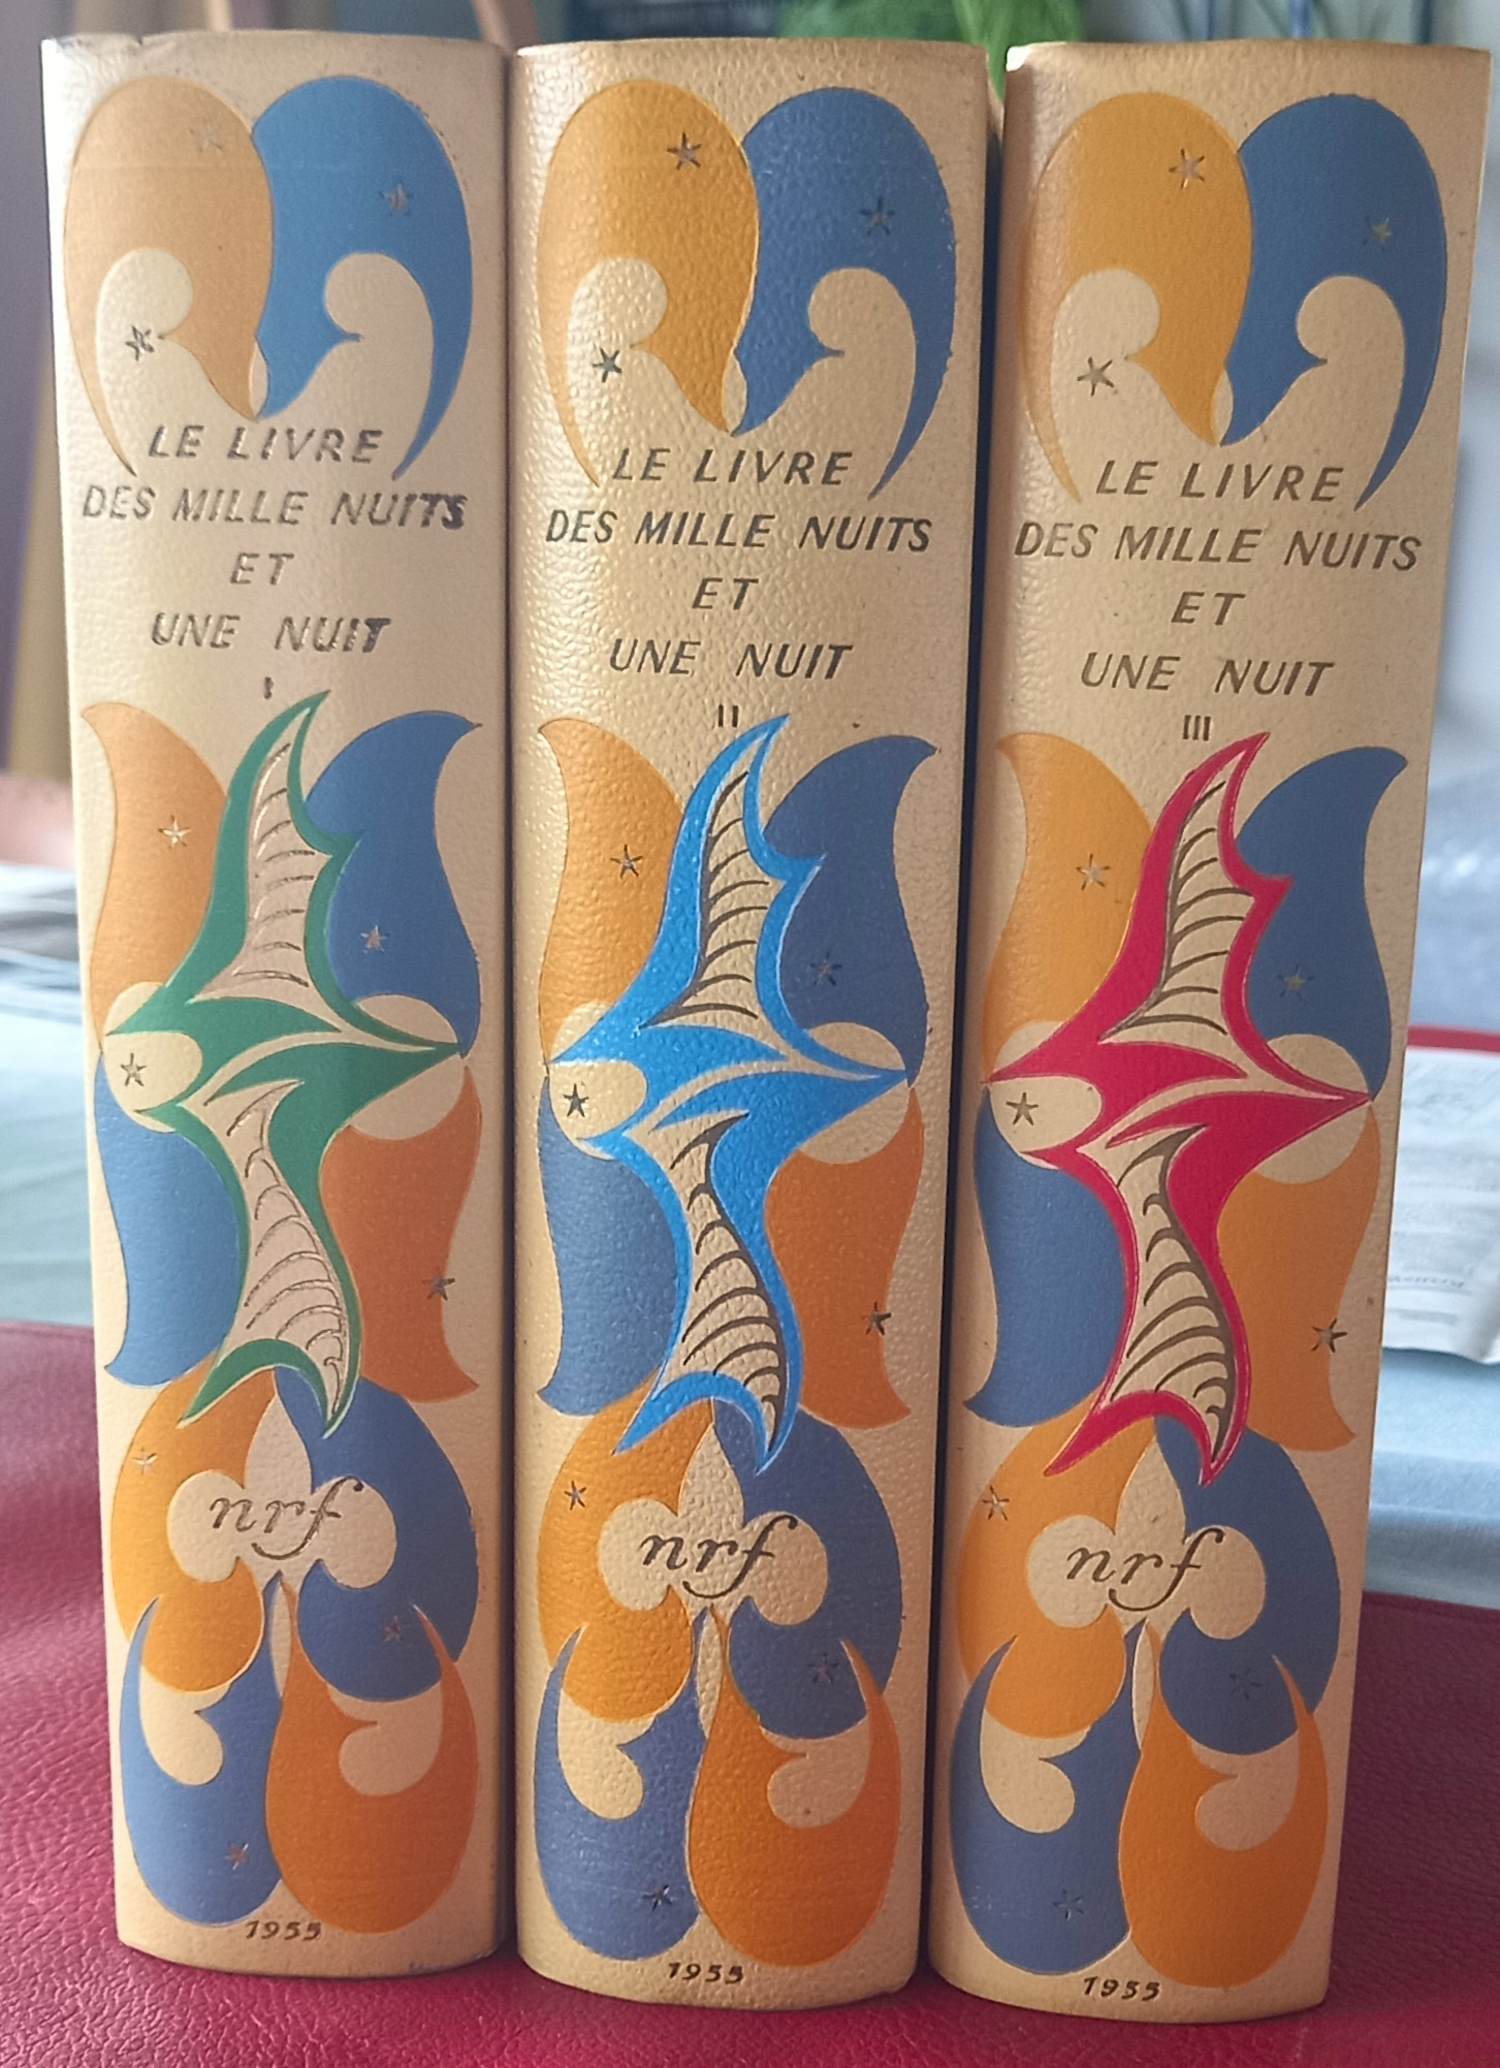 LE LIVRE
DES MILLE NUITS
ET
UNE NUIT
I
nrf
1955
LE LIVRE
DES MILLE NUITS
ET
UNE NUIT
II
nrf
1955
LE LIVRE
DES MILLE NUITS
ET
UNE NUIT
III
nrf
1955